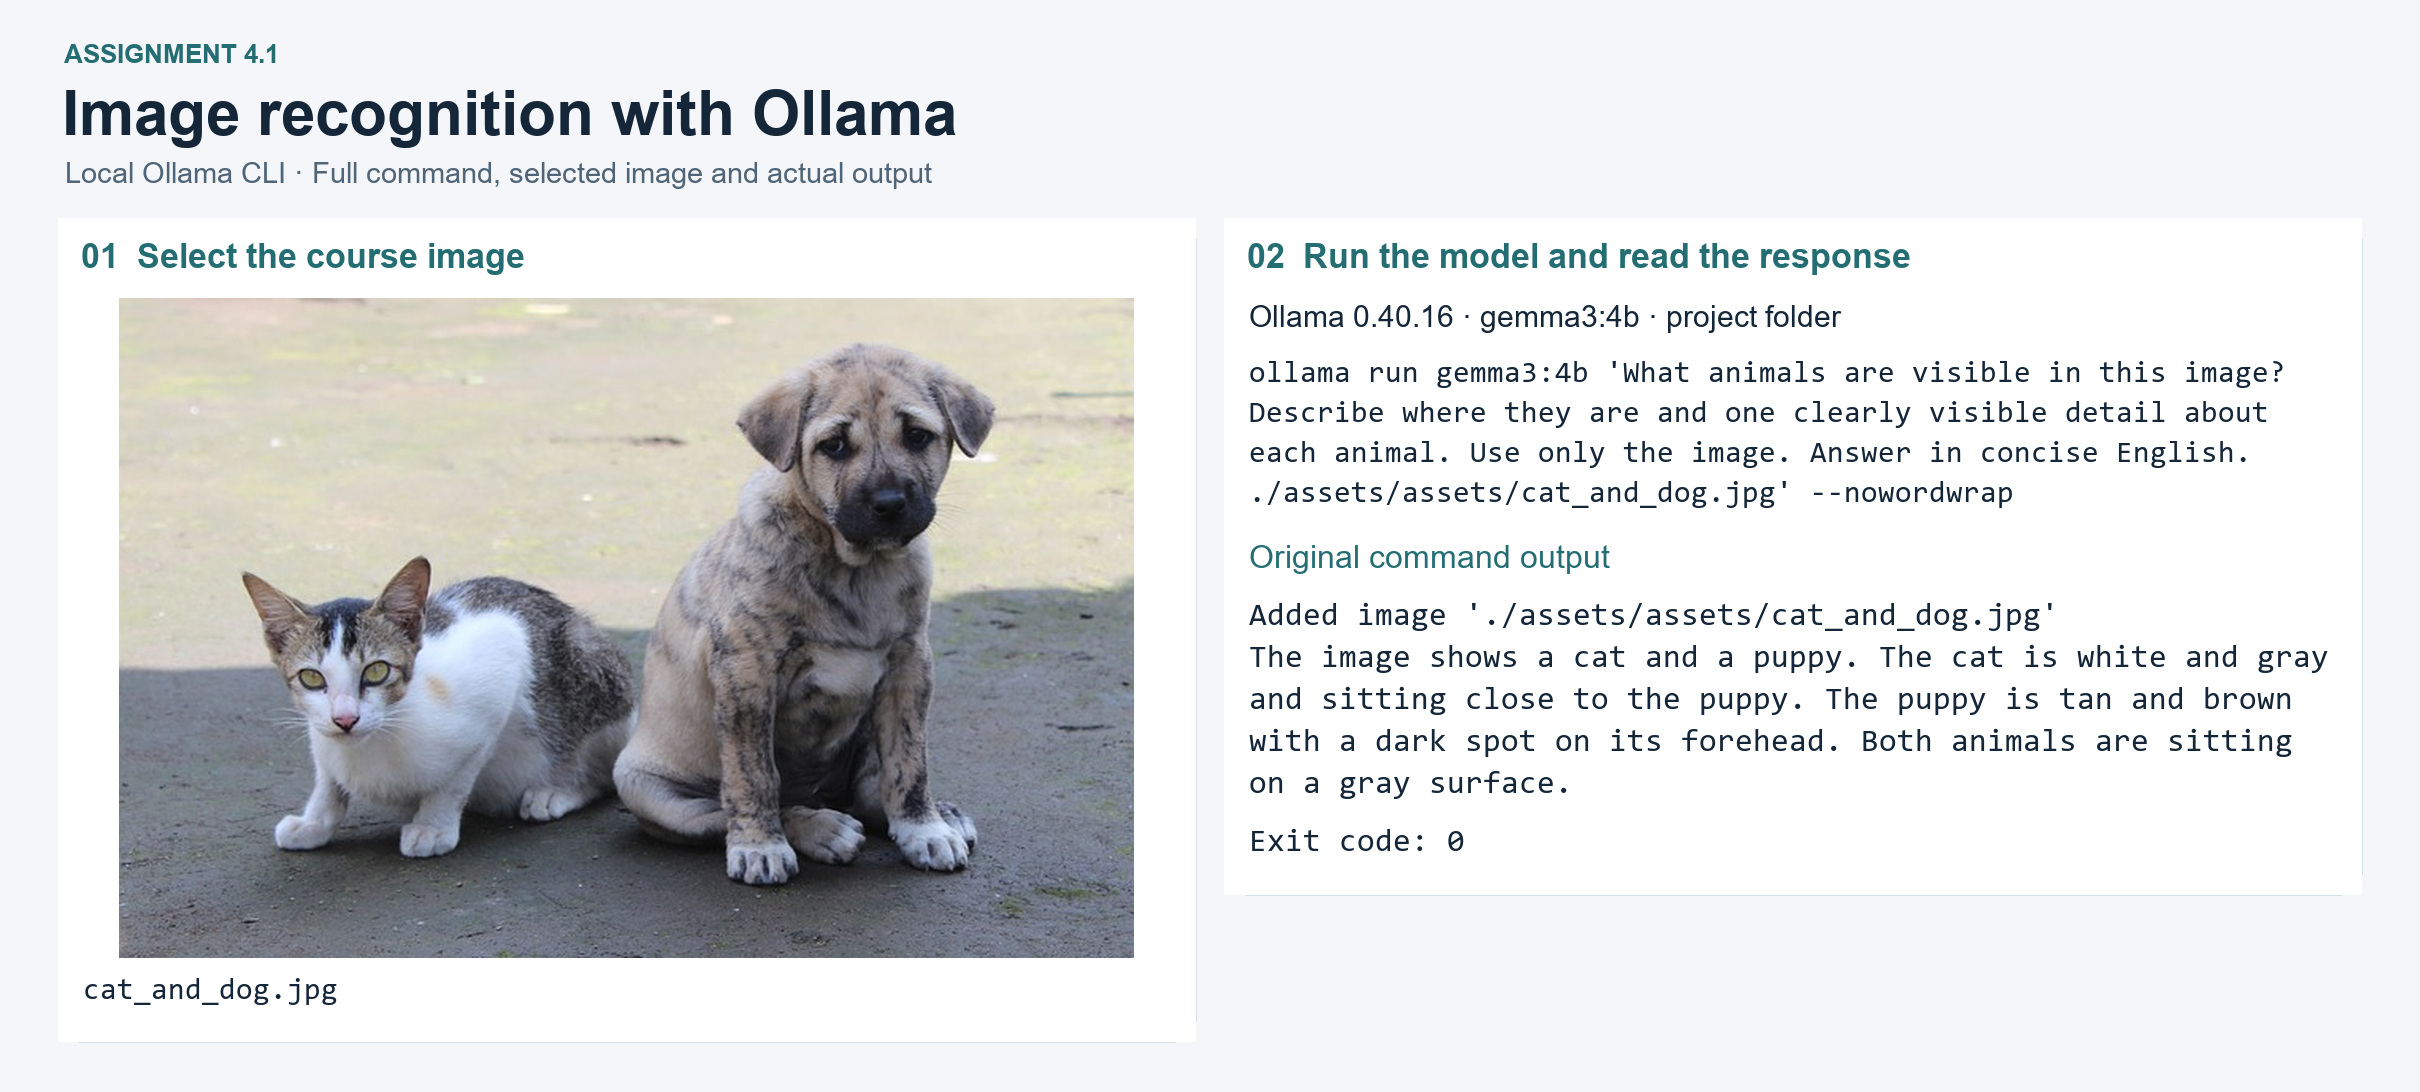 ASSIGNMENT 4.1
Image recognition with Ollama
Local Ollama CLI · Full command, selected image and actual output
01 Select the course image
cat_and_dog.jpg
02 Run the model and read the response
Ollama 0.40.16 · gemma3:4b · project folder
ollama run gemma3:4b 'What animals are visible in this image?
Describe where they are and one clearly visible detail about
each animal. Use only the image. Answer in concise English.
./assets/assets/cat_and_dog.jpg' --nowordwrap
Original command output
Added image './assets/assets/cat_and_dog.jpg'
The image shows a cat and a puppy. The cat is white and gray
and sitting close to the puppy. The puppy is tan and brown
with a dark spot on its forehead. Both animals are sitting
on a gray surface.
Exit code: 0